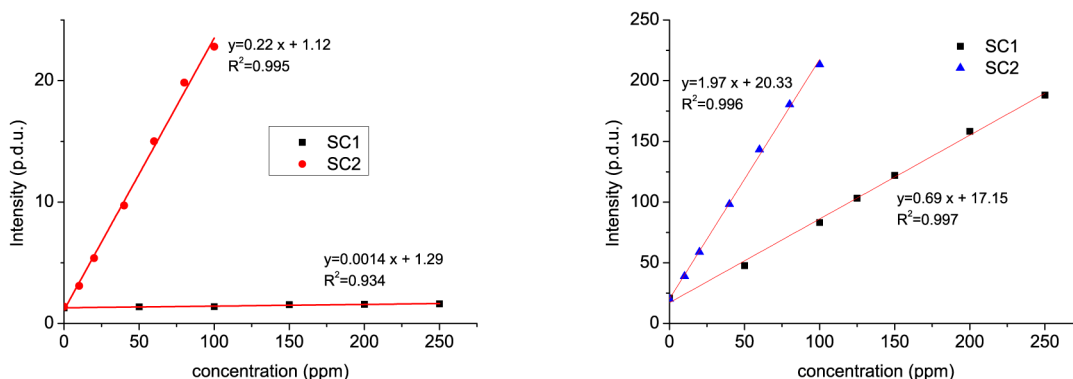 y=0.22 x + 1.12
R²=0.995
SC1
SC2
y=0.0014 x + 1.29
R²=0.934
Intensity (p.d.u.)
20
10
0
0 50 100 150 200 250
concentration (ppm)
SC1
SC2
y=1.97 x + 20.33
R²=0.996
y=0.69 x + 17.15
R²=0.997
Intensity (p.d.u.)
250
200
150
100
50
0
0 50 100 150 200 250
concentration (ppm)